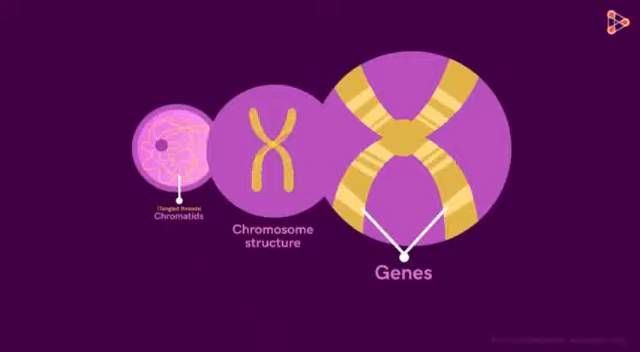 (Tangled threads)
Chromatids
Chromosome
structure
Genes